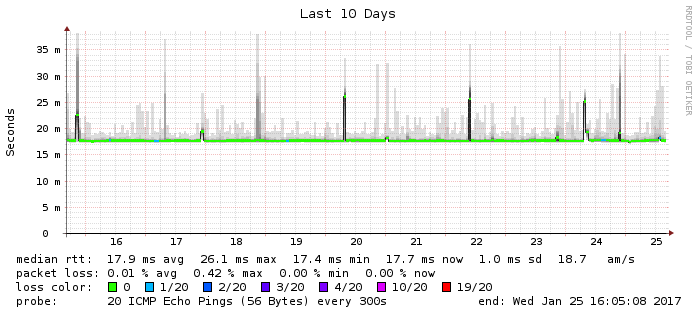 Last 10 Days
RRDTOOL / TOBI OETIKER
Seconds
35 m
30 m
25 m
20 m
15 m
10 m
5 m
0
16 17 18 19 20 21 22 23 24 25
median rtt: 17.9 ms avg 26.1 ms max 17.4 ms min 17.7 ms now 1.0 ms sd 18.7 am/s
packet loss: 0.01 % avg 0.42 % max 0.00 % min 0.00 % now
loss color: 0 1/20 2/20 3/20 4/20 10/20 19/20
probe: 20 ICMP Echo Pings (56 Bytes) every 300s end: Wed Jan 25 16:05:08 2017